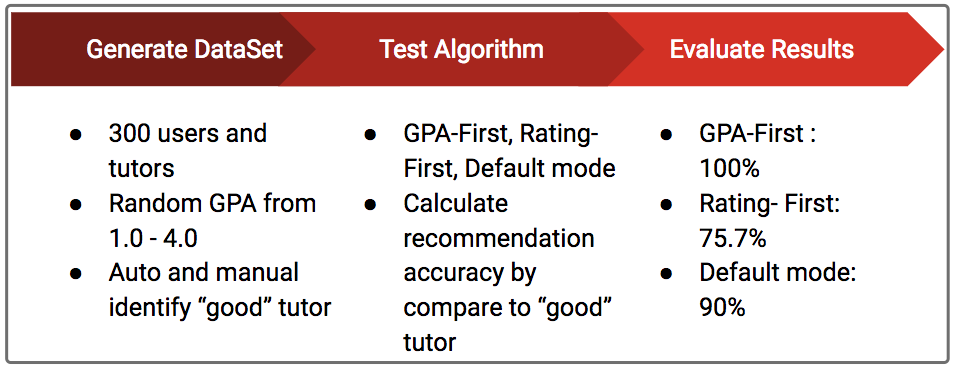 Generate DataSet
Test Algorithm
Evaluate Results
● 300 users and
tutors
● Random GPA from
1.0 - 4.0
● Auto and manual
identify “good” tutor
● GPA-First, Rating-
First, Default mode
● Calculate
recommendation
accuracy by
compare to “good”
tutor
● GPA-First :
100%
● Rating- First:
75.7%
● Default mode:
90%